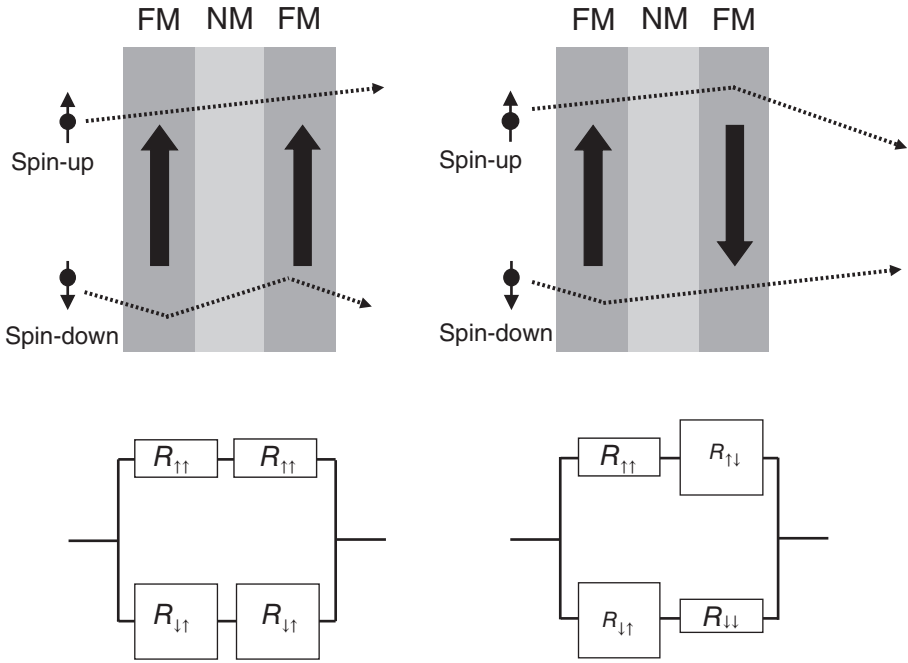 FM NM FM
FM NM FM
Spin-up
Spin-up
Spin-down
Spin-down
R↑↑ R↑↑
R↑↑ R↑↓
R↓↑ R↓↑
R↓↑ R↓↓